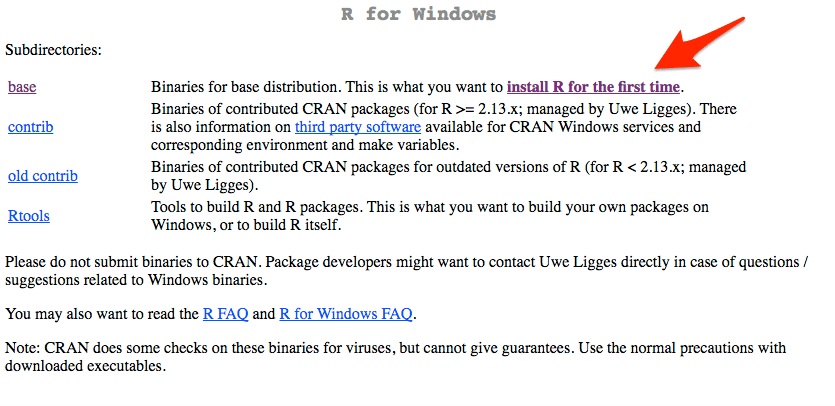 R for Windows
Subdirectories:
base
Binaries for base distribution. This is what you want to install R for the first time.
contrib
Binaries of contributed CRAN packages (for R >= 2.13.x; managed by Uwe Ligges). There
is also information on third party software available for CRAN Windows services and
corresponding environment and make variables.
old contrib
Binaries of contributed CRAN packages for outdated versions of R (for R < 2.13.x; managed
by Uwe Ligges).
Rtools
Tools to build R and R packages. This is what you want to build your own packages on
Windows, or to build R itself.
Please do not submit binaries to CRAN. Package developers might want to contact Uwe Ligges directly in case of questions /
suggestions related to Windows binaries.
You may also want to read the R FAQ and R for Windows FAQ.
Note: CRAN does some checks on these binaries for viruses, but cannot give guarantees. Use the normal precautions with
downloaded executables.